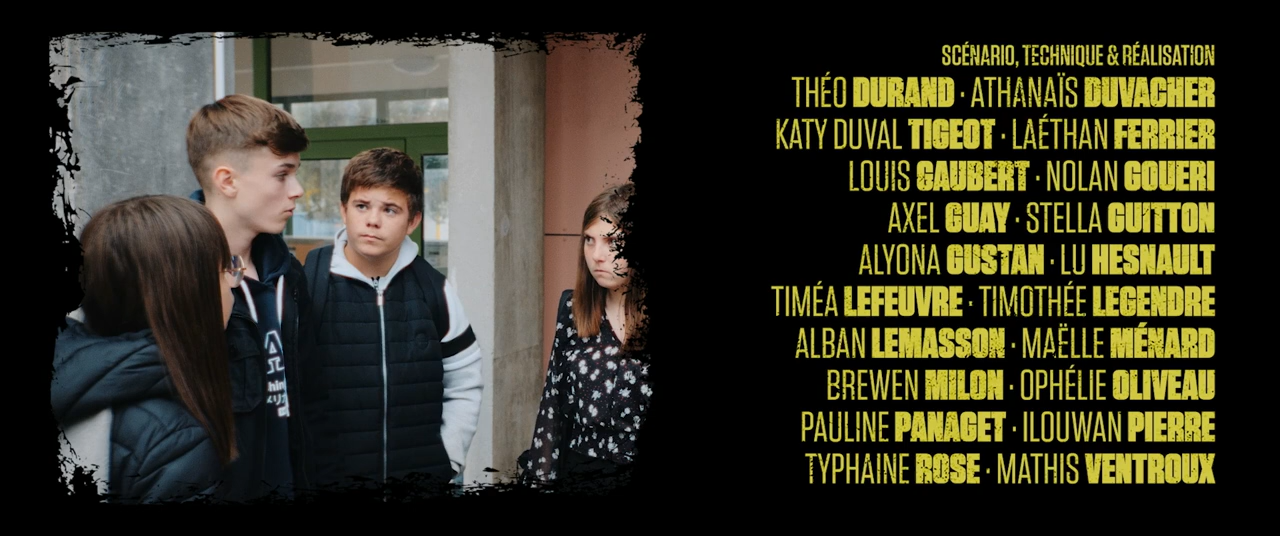 SCÉNARIO, TECHNIQUE & RÉALISATION
THÉO DURAND · ATHANAÏS DUVACHER
KATY DUVAL TIGEOT · LAÉTHAN FERRIER
LOUIS GAUBERT · NOLAN GOUERI
AXEL GUAY · STELLA GUITTON
ALYONA GUSTAN · LU HESNAULT
TIMÉA LEFEUVRE · TIMOTHÉE LEGENDRE
ALBAN LEMASSON · MAËLLE MÉNARD
BREWEN MILON · OPHÉLIE OLIVEAU
PAULINE PANAGET · ILOUWAN PIERRE
TYPHAINE ROSE · MATHIS VENTROUX